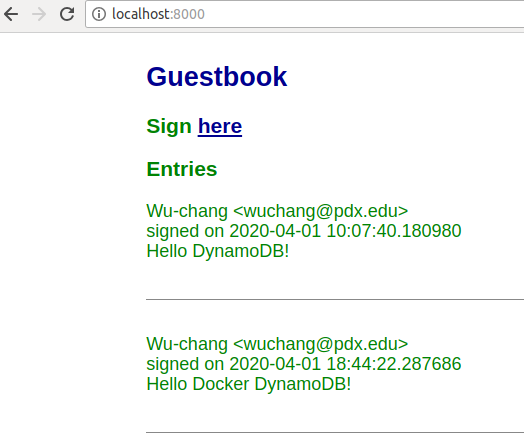 localhost:8000
Guestbook
Sign here
Entries
Wu-chang <wuchang@pdx.edu>
signed on 2020-04-01 10:07:40.180980
Hello DynamoDB!
Wu-chang <wuchang@pdx.edu>
signed on 2020-04-01 18:44:22.287686
Hello Docker DynamoDB!